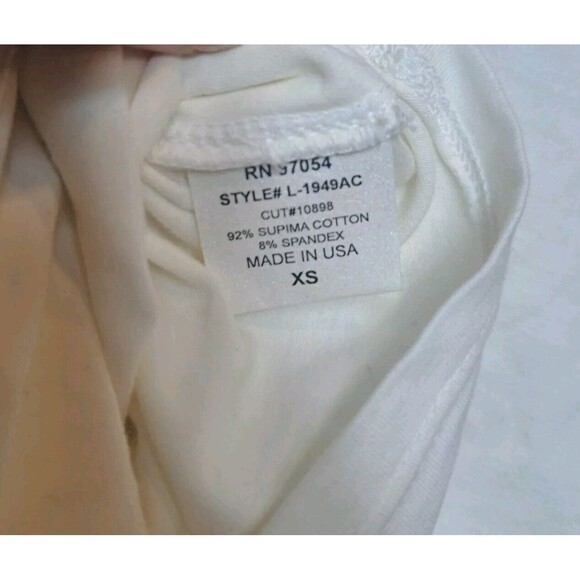 RN 97054
STYLE# L-1949AC
CUT#10898
92% SUPIMA COTTON
8% SPANDEX
MADE IN USA
XS